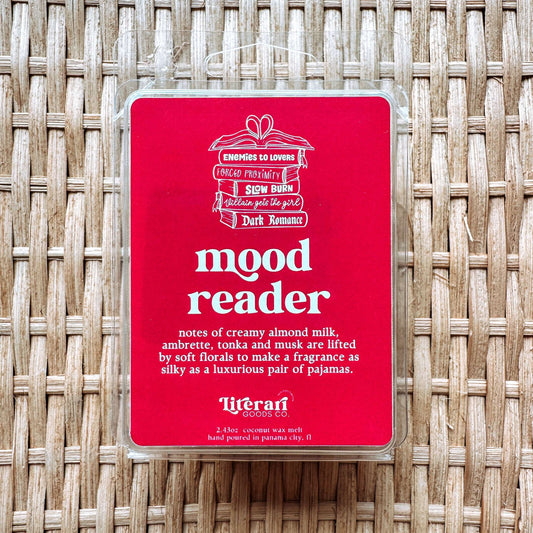 ENEMIES TO LOVERS
FORCED PROXIMITY
SLOW BURN
Villain gets the girl
Dark Romance
mood
reader
notes of creamy almond milk,
ambrette, tonka and musk are lifted
by soft florals to make a fragrance as
silky as a luxurious pair of pajamas.
Literari
GOODS CO.
2.43oz coconut wax melt
hand poured in panama city, fl